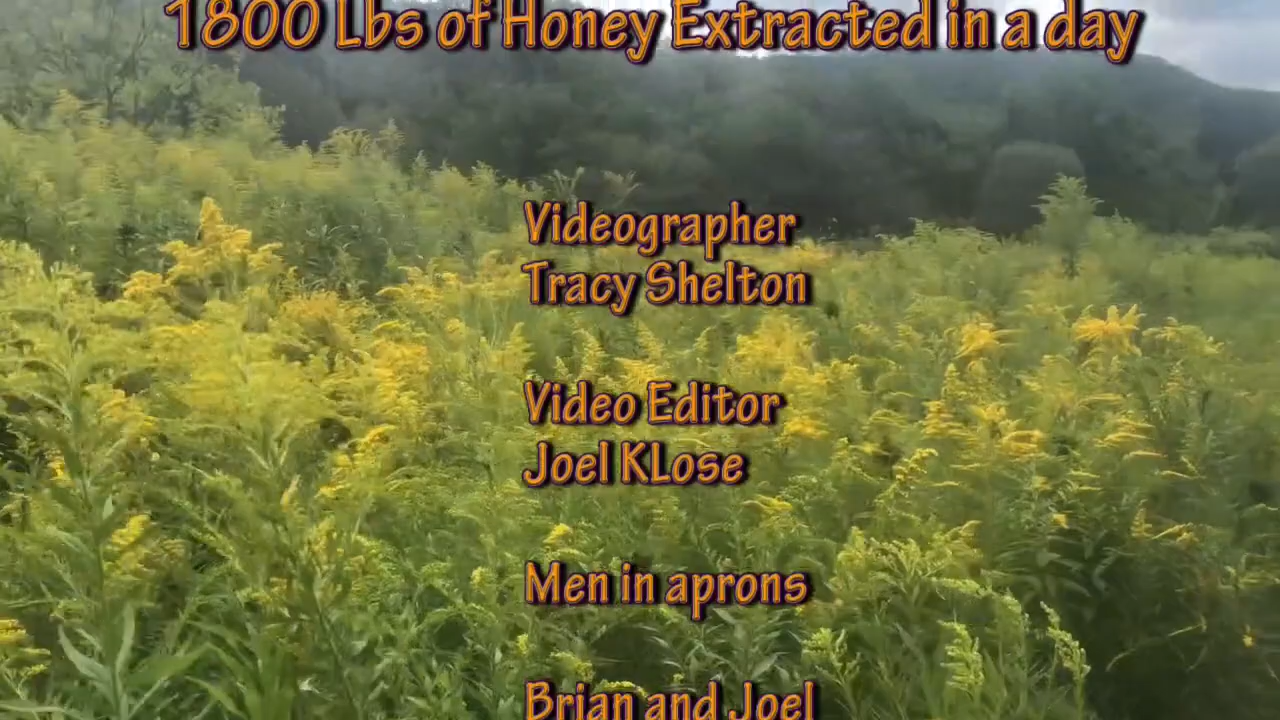 1800 Lbs of Honey Extracted in a day
Videographer
Tracy Shelton
Video Editor
Joel KLose
Men in aprons
Brian and Joel